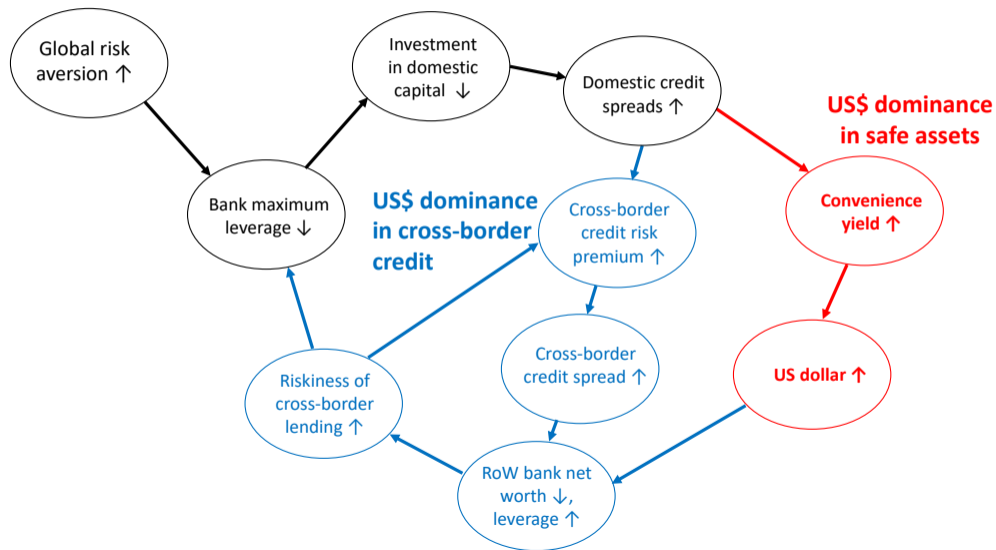 Global risk
aversion ↑
Investment
in domestic
capital ↓
Domestic credit
spreads ↑
US$ dominance
in safe assets
Bank maximum
leverage ↓
US$ dominance
in cross-border
credit
Cross-border
credit risk
premium ↑
Convenience
yield ↑
Cross-border
credit spread ↑
US dollar ↑
Riskiness of
cross-border
lending ↑
RoW bank net
worth ↓,
leverage ↑